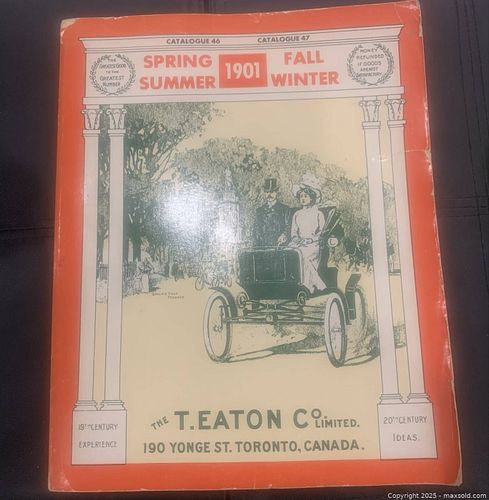 CATALOGUE 46 CATALOGUE 47
THE
GREATEST GOOD
TO THE
GREATEST
NUMBER
SPRING
SUMMER
1901
FALL
WINTER
MONEY
REFUNDED
IF GOODS
ARE NOT
SATISFACTORY
THE T. EATON CO. LIMITED.
190 YONGE ST. TORONTO, CANADA.
19TH CENTURY
EXPERIENCE
20TH CENTURY
IDEAS.
Copyright 2025 - maxsold.com